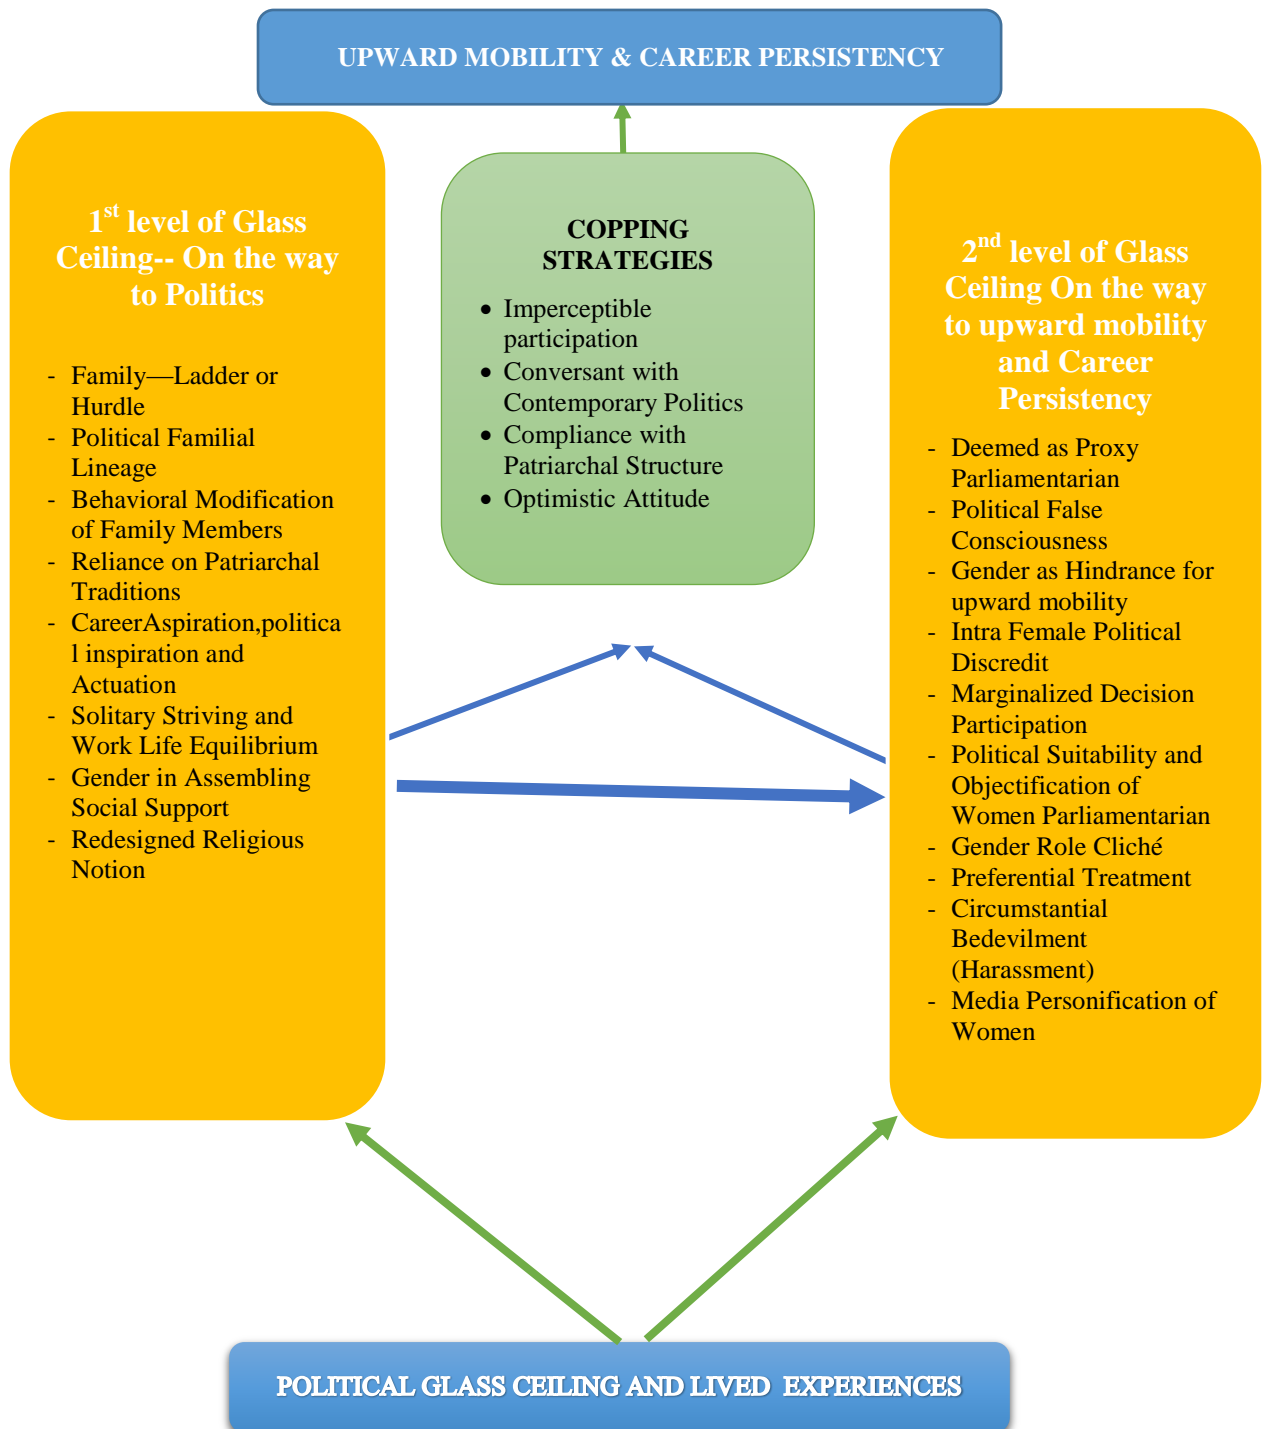 UPWARD MOBILITY & CAREER PERSISTENCY
1st level of Glass
Ceiling-- On the way
to Politics
- Family—Ladder or
Hurdle
- Political Familial
Lineage
- Behavioral Modification
of Family Members
- Reliance on Patriarchal
Traditions
- CareerAspiration,politica
l inspiration and
Actuation
- Solitary Striving and
Work Life Equilibrium
- Gender in Assembling
Social Support
- Redesigned Religious
Notion
COPPING
STRATEGIES
• Imperceptible
participation
• Conversant with
Contemporary Politics
• Compliance with
Patriarchal Structure
• Optimistic Attitude
2nd level of Glass
Ceiling On the way
to upward mobility
and Career
Persistency
- Deemed as Proxy
Parliamentarian
- Political False
Consciousness
- Gender as Hindrance for
upward mobility
- Intra Female Political
Discredit
- Marginalized Decision
Participation
- Political Suitability and
Objectification of
Women Parliamentarian
- Gender Role Cliché
- Preferential Treatment
- Circumstantial
Bedevilment
(Harassment)
- Media Personification of
Women
POLITICAL GLASS CEILING AND LIVED EXPERIENCES